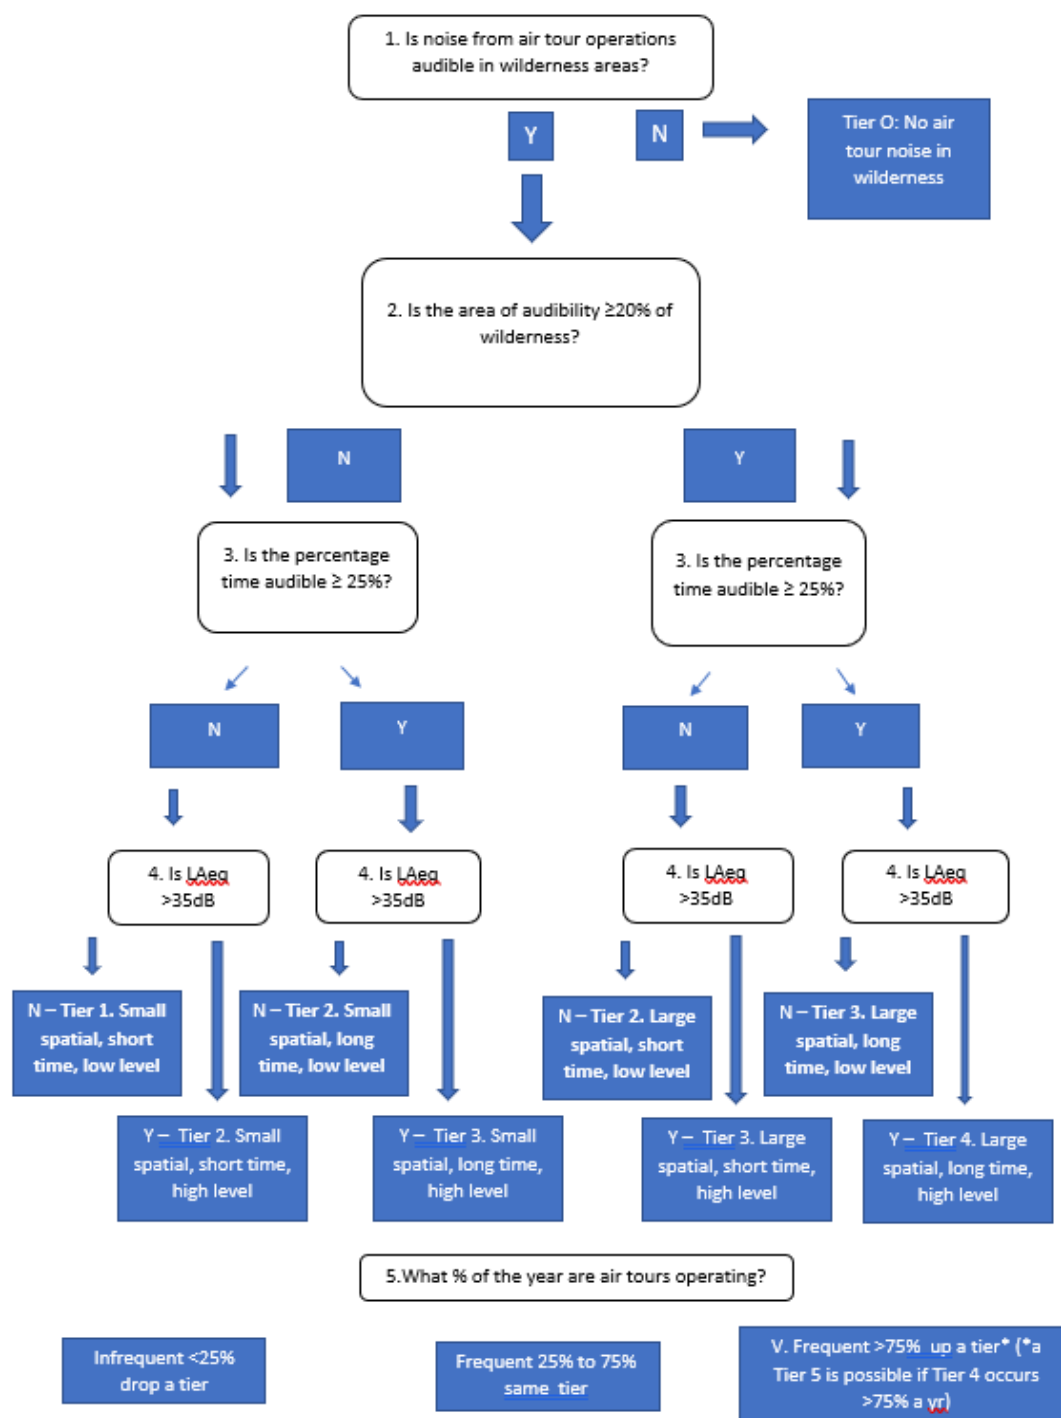 1. Is noise from air tour operations
audible in wilderness areas?
Y
N
Tier O: No air
tour noise in
wilderness
2. Is the area of audibility ≥20% of
wilderness?
N
Y
3. Is the percentage
time audible ≥ 25%?
3. Is the percentage
time audible ≥ 25%?
N
Y
N
Y
4. Is LAeq
>35dB
4. Is LAeq
>35dB
4. Is LAeq
>35dB
4. Is LAeq
>35dB
N – Tier 1. Small
spatial, short
time, low level
N – Tier 2. Small
spatial, long
time, low level
N – Tier 2. Large
spatial, short
time, low level
N – Tier 3. Large
spatial, long
time, low level
Y – Tier 2. Small
spatial, short time,
high level
Y – Tier 3. Small
spatial, long time,
high level
Y – Tier 3. Large
spatial, short time,
high level
Y – Tier 4. Large
spatial, long time,
high level
5.What % of the year are air tours operating?
Infrequent <25%
drop a tier
Frequent 25% to 75%
same tier
V. Frequent >75% up a tier* (*a
Tier 5 is possible if Tier 4 occurs
>75% a yr)